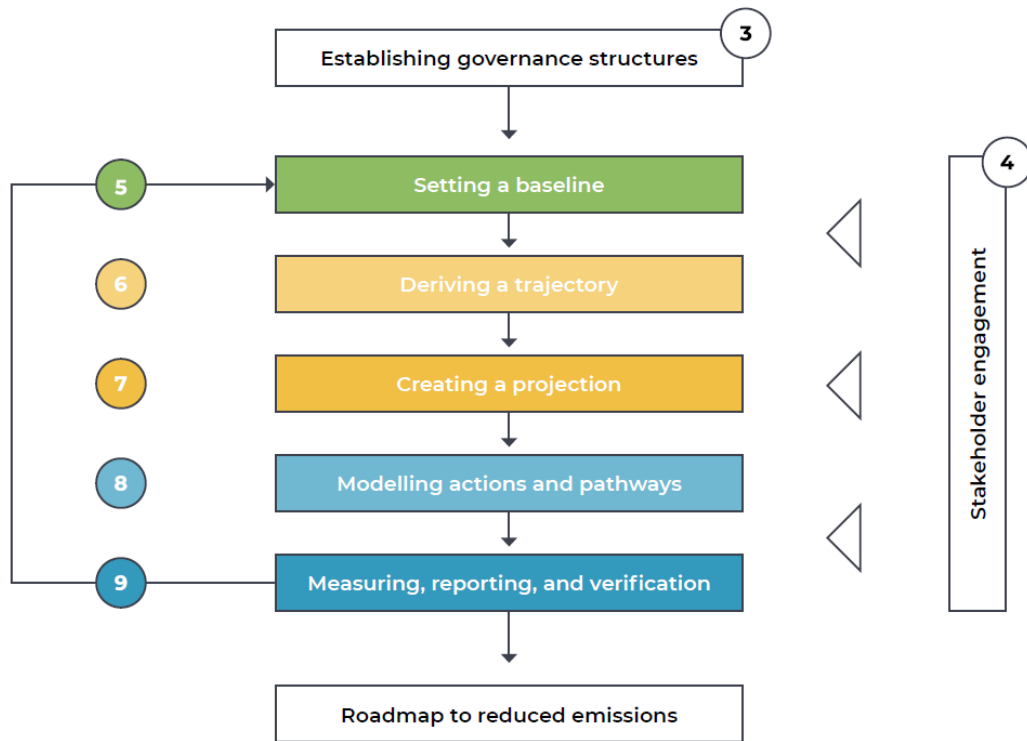 3
Establishing governance structures
4
5
Setting a baseline
6
Deriving a trajectory
7
Creating a projection
8
Modelling actions and pathways
9
Measuring, reporting, and verification
Stakeholder engagement
Roadmap to reduced emissions